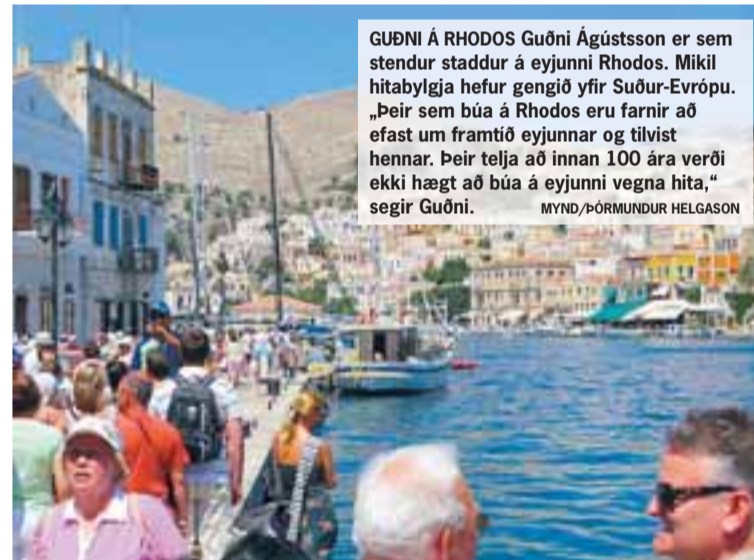 GUÐNI Á RHODOS Guðni Ágústsson er sem
stendur staddur á eyjunni Rhodos. Mikil
hitabylgja hefur gengið yfir Suður-Evrópu.
„Þeir sem búa á Rhodos eru farnir að
efast um framtíð eyjunnar og tilvist
hennar. Þeir telja að innan 100 ára verði
ekki hægt að búa á eyjunni vegna hita,“
segir Guðni. MYND/ÞÓRMUNDUR HELGASON